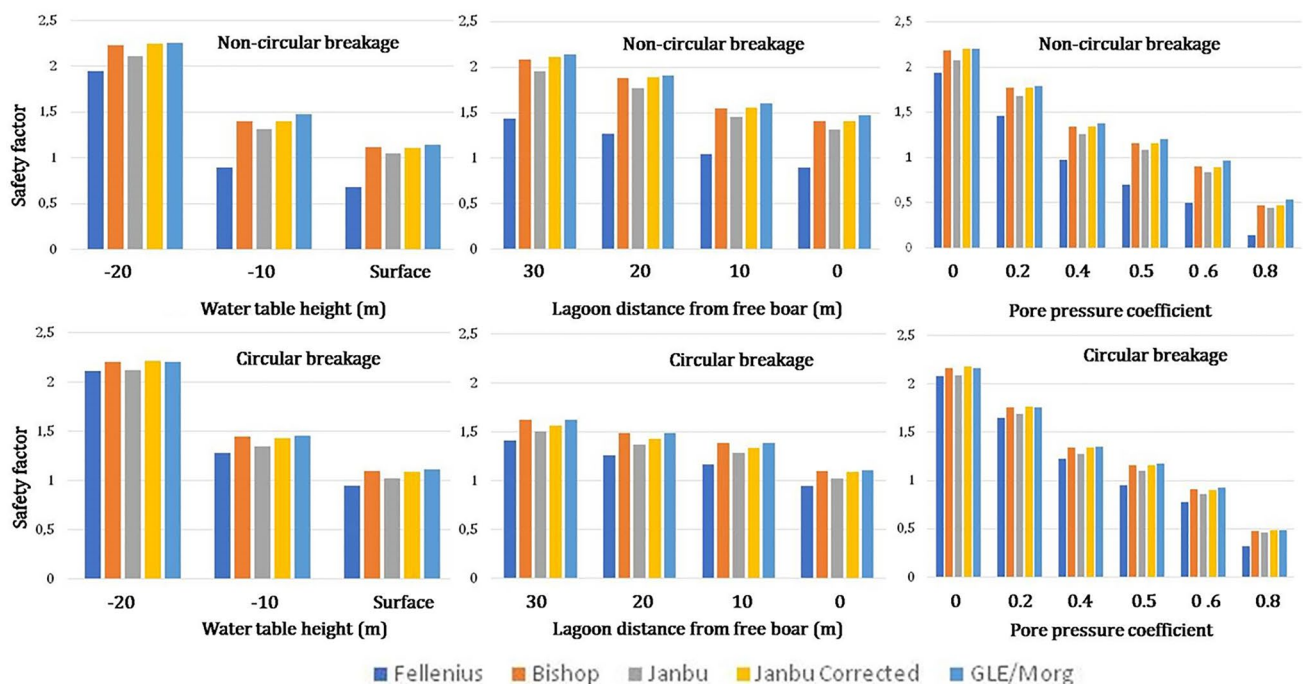 Non-circular breakage
Safety factor
2,5
2
1,5
1
0,5
0
-20 -10 Surface
Water table height (m)
Non-circular breakage
2,5
2
1,5
1
0,5
0
30 20 10 0
Lagoon distance from free boar (m)
Non-circular breakage
2,5
2
1,5
1
0,5
0
0 0.2 0.4 0.5 0 .6 0.8
Pore pressure coefficient
Circular breakage
Safety factor
2,5
2
1,5
1
0,5
0
-20 -10 Surface
Water table height (m)
Circular breakage
2,5
2
1,5
1
0,5
0
30 20 10 0
Lagoon distance from free boar (m)
Circular breakage
2,5
2
1,5
1
0,5
0
0 0.2 0.4 0.5 0 .6 0.8
Pore pressure coefficient
Fellenius Bishop Janbu Janbu Corrected GLE/Morg